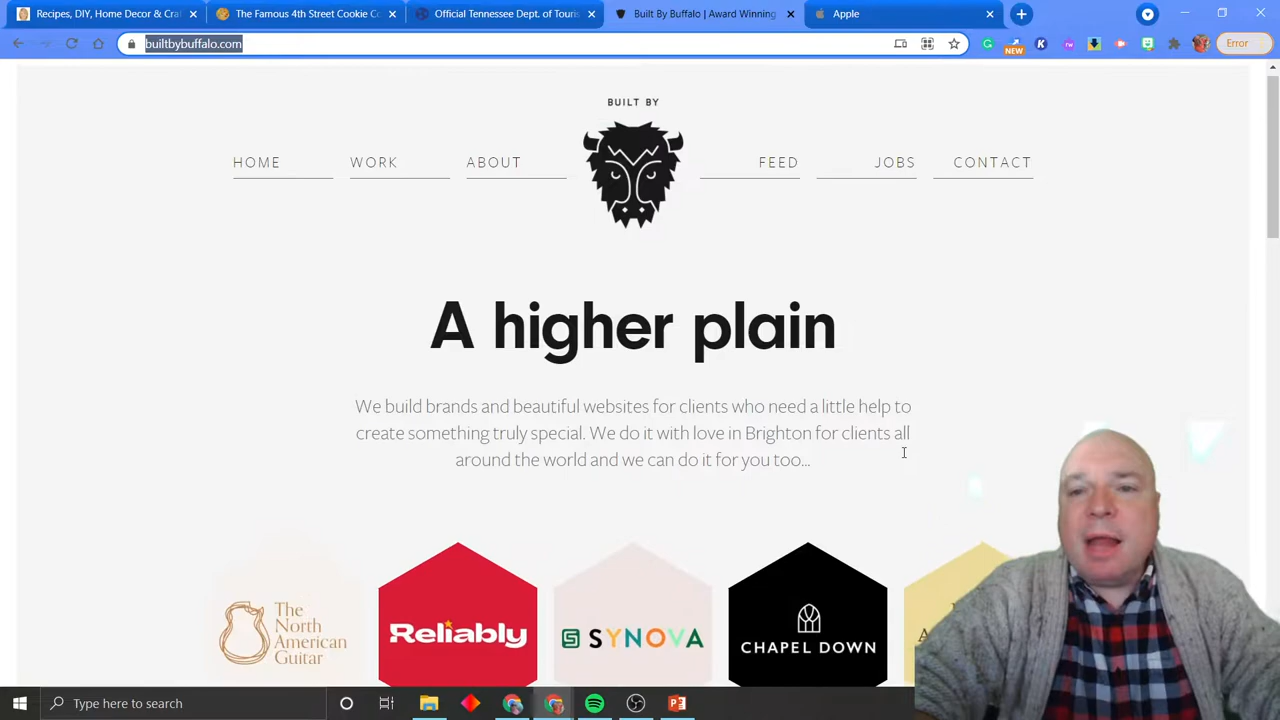 Recipes, DIY, Home Decor & Cra
The Famous 4th Street Cookie Co
Official Tennessee Dept. of Touris
Built By Buffalo | Award Winning
Apple
builtbybuffalo.com
NEW
Error
BUILT BY
HOME
WORK
ABOUT
FEED
JOBS
CONTACT
A higher plain
We build brands and beautiful websites for clients who need a little help to
create something truly special. We do it with love in Brighton for clients all
around the world and we can do it for you too...
The
North
American
Guitar
Reliably
SYNOVA
CHAPEL DOWN
Type here to search